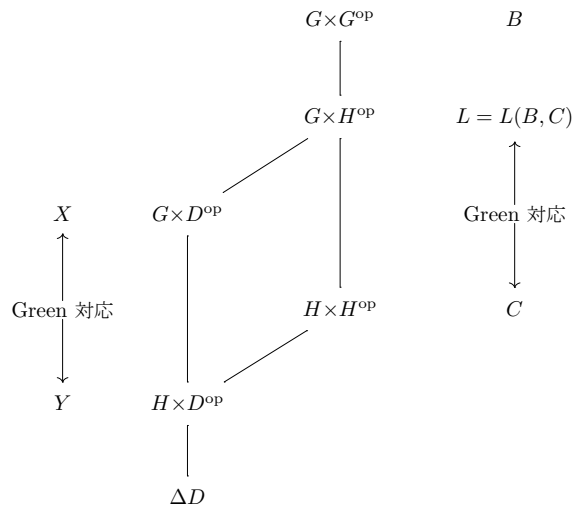 G×G^op B
G×H^op L = L(B, C)
X G×D^op Green 対応
Green 対応 H×H^op C
Y H×D^op
ΔD